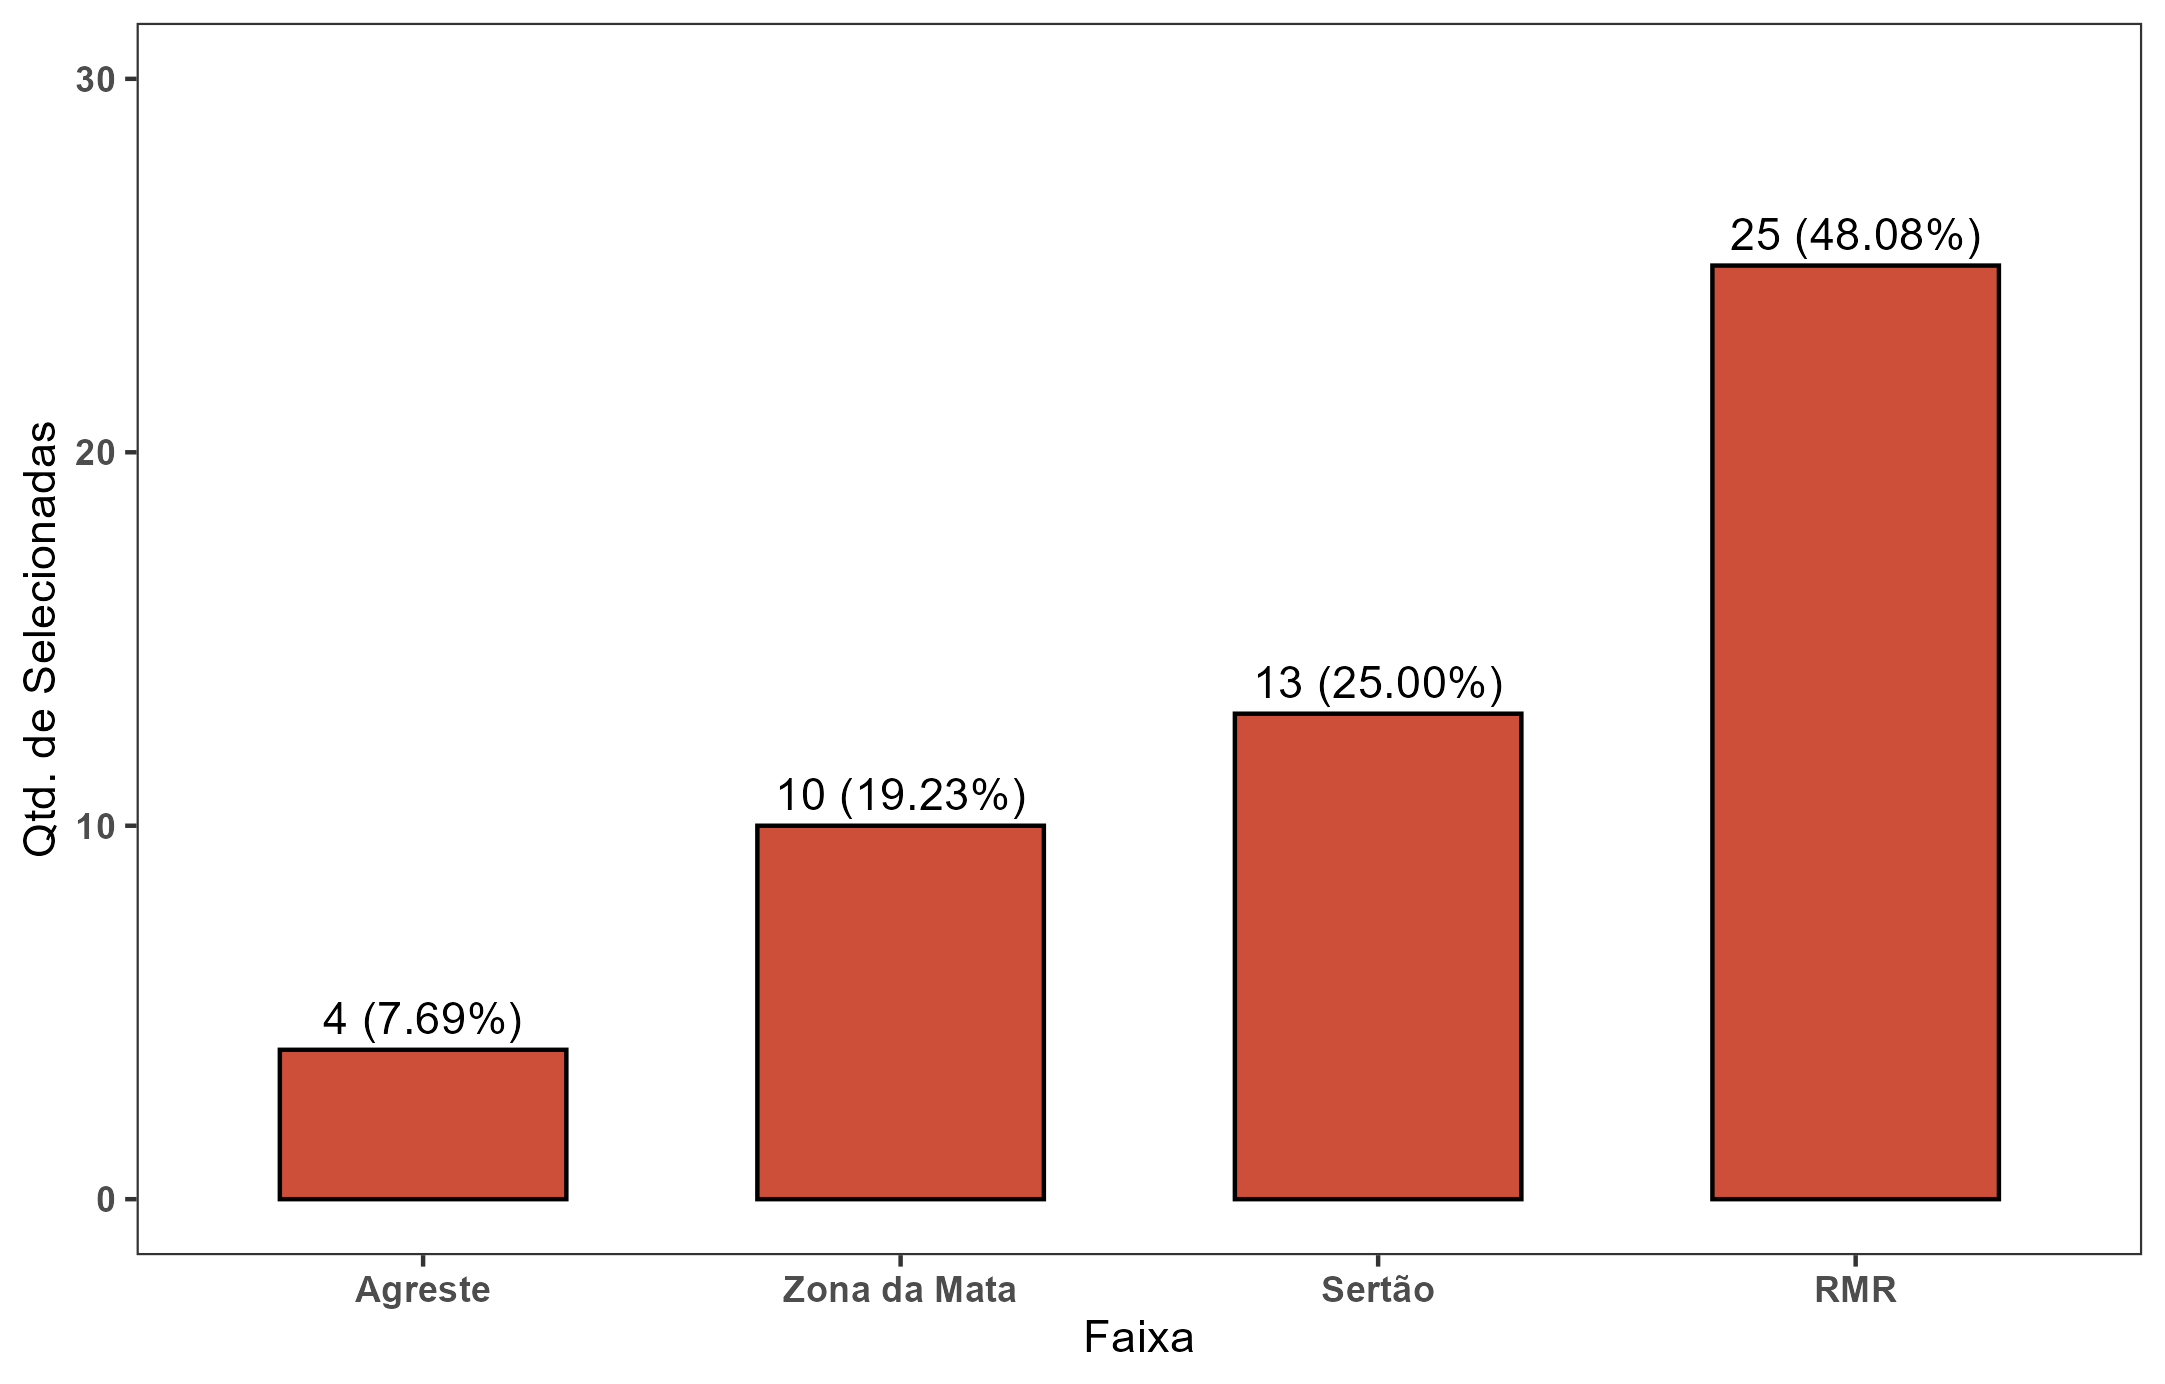 30
20
10
0
Qtd. de Selecionadas
4 (7.69%)
10 (19.23%)
13 (25.00%)
25 (48.08%)
Agreste
Zona da Mata
Sertão
RMR
Faixa